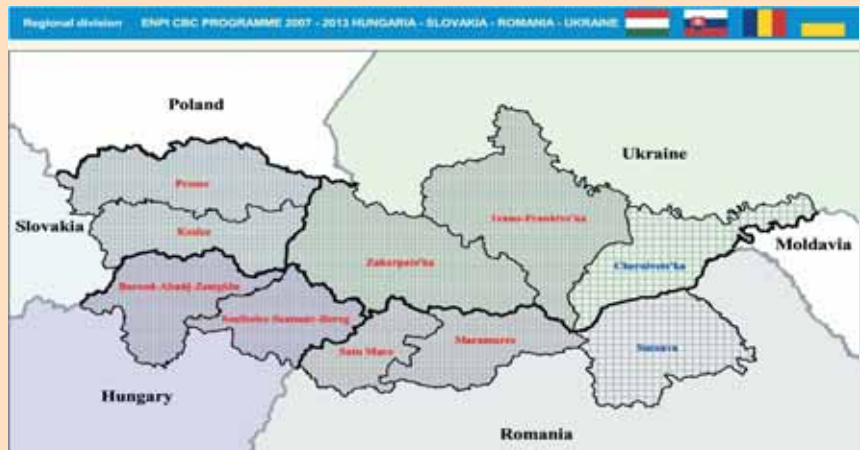 Regional division ENPI CBC PROGRAMME 2007 - 2013 HUNGARIA - SLOVAKIA - ROMANIA - UKRAINE
Poland
Ukraine
Presov
Slovakia
Kosice
Zakarpats'ka
Ivano-Frankivs'ka
Chernivets'ka
Moldavia
Borsod-Abaúj-Zemplén
Szabolcs-Szatmár-Bereg
Satu Mare
Maramures
Suceava
Hungary
Romania